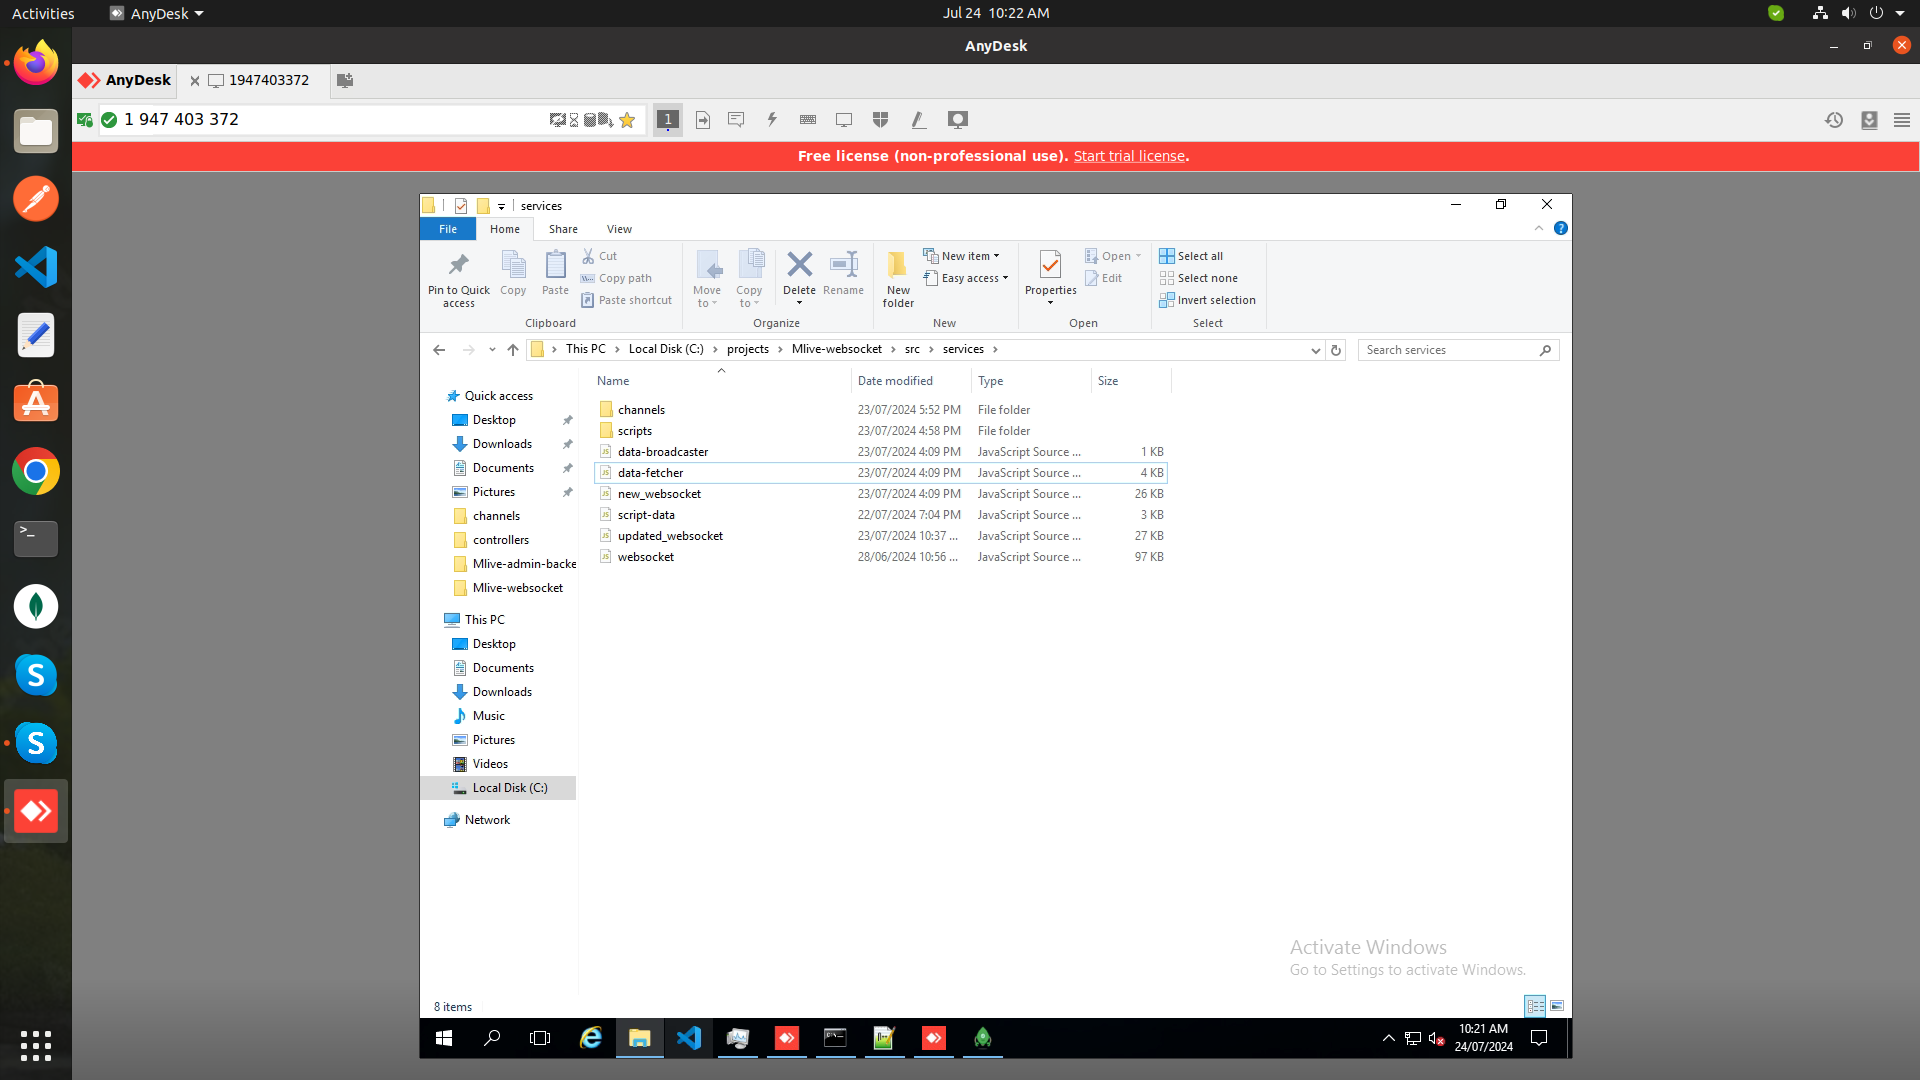 Activities
AnyDesk
Jul 24 10:22 AM
AnyDesk
AnyDesk
1947403372
1 947 403 372
1
Free license (non-professional use). Start trial license.
services
File
Home
Share
View
Pin to Quick access
Copy
Paste
Cut
Copy path
Paste shortcut
Clipboard
Move to
Copy to
Delete
Rename
Organize
New folder
New item
Easy access
New
Properties
Open
Edit
Open
Select all
Select none
Invert selection
Select
This PC
Local Disk (C:)
projects
Mlive-websocket
src
services
Search services
Name
Date modified
Type
Size
Quick access
Desktop
Downloads
Documents
Pictures
channels
controllers
Mlive-admin-backe
Mlive-websocket
This PC
Desktop
Documents
Downloads
Music
Pictures
Videos
Local Disk (C:)
Network
channels 23/07/2024 5:52 PM File folder
scripts 23/07/2024 4:58 PM File folder
data-broadcaster 23/07/2024 4:09 PM JavaScript Source ... 1 KB
data-fetcher 23/07/2024 4:09 PM JavaScript Source ... 4 KB
new_websocket 23/07/2024 4:09 PM JavaScript Source ... 26 KB
script-data 22/07/2024 7:04 PM JavaScript Source ... 3 KB
updated_websocket 23/07/2024 10:37 ... JavaScript Source ... 27 KB
websocket 28/06/2024 10:56 ... JavaScript Source ... 97 KB
Activate Windows
Go to Settings to activate Windows.
8 items
10:21 AM
24/07/2024